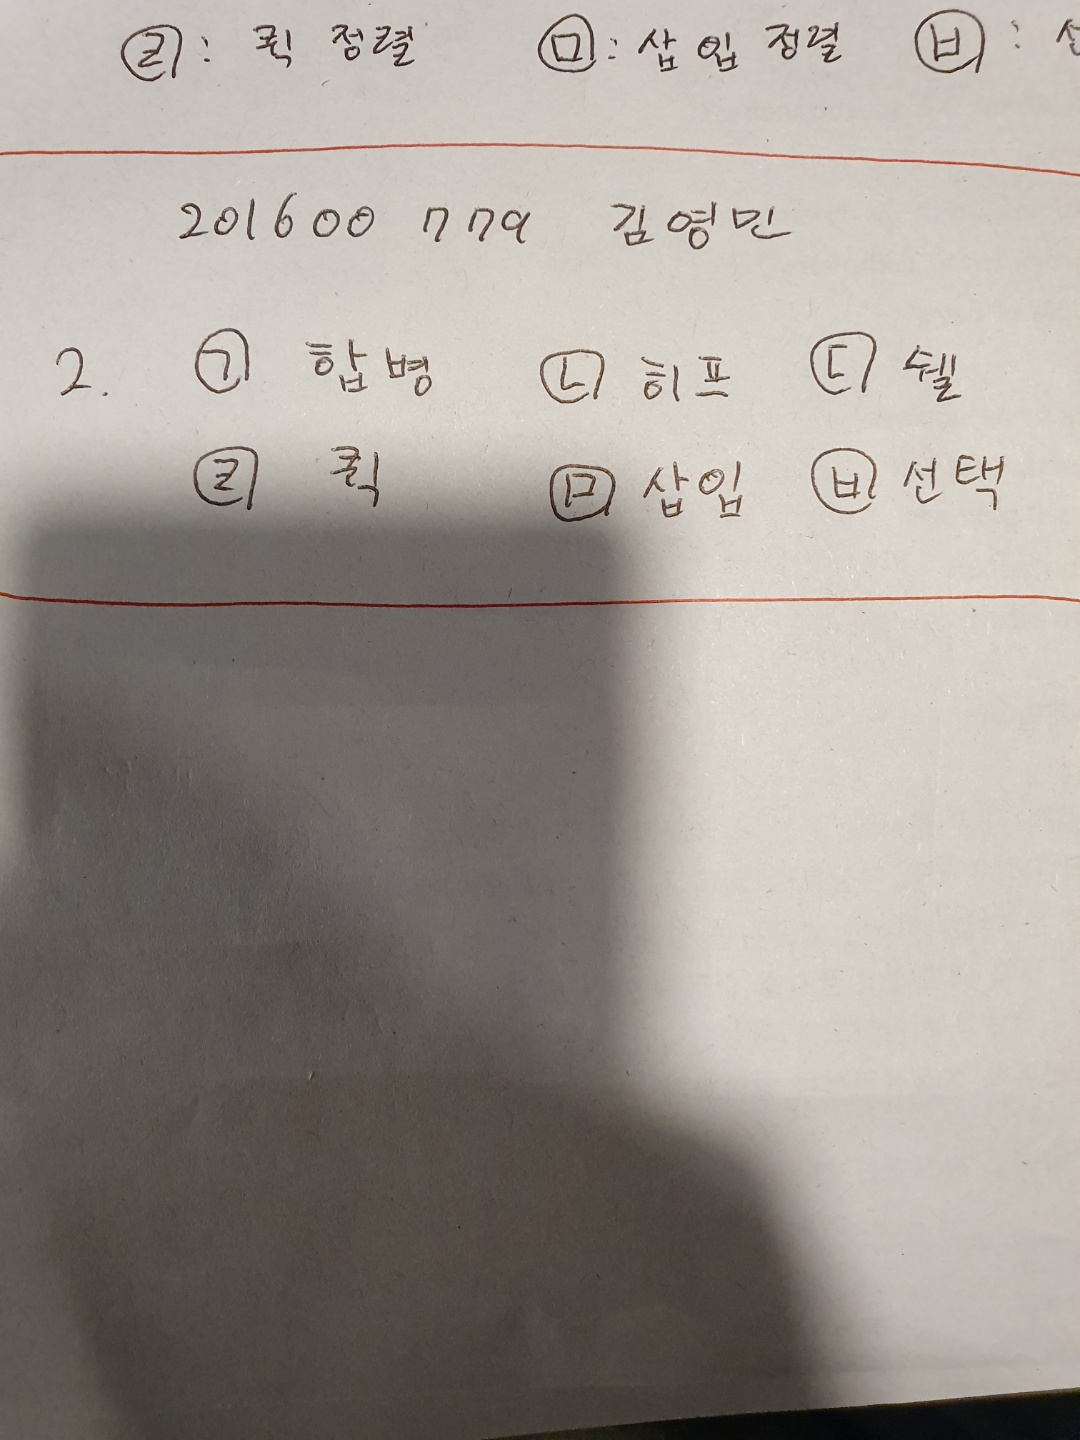 ㉣: 퀵 정렬 ㉤: 삽입 정렬 ㉥:
201600779 김영민
2. ㉠ 합병 ㉡ 히프 ㉢ 쉘
㉣ 퀵 ㉤ 삽입 ㉥ 선택